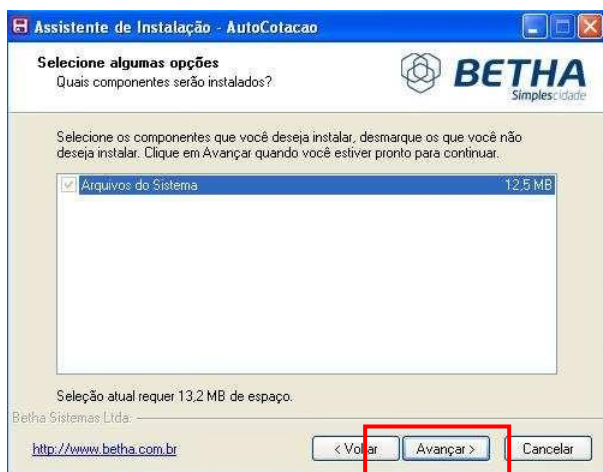 Assistente de Instalação - AutoCotacao
Selecione algumas opções
Quais componentes serão instalados?
BETHA
Simplescidade
Selecione os componentes que você deseja instalar, desmarque os que você não
deseja instalar. Clique em Avançar quando você estiver pronto para continuar.
Arquivos do Sistema 12,5 MB
Seleção atual requer 13,2 MB de espaço.
Betha Sistemas Ltda.
http://www.betha.com.br < Voltar Avançar > Cancelar